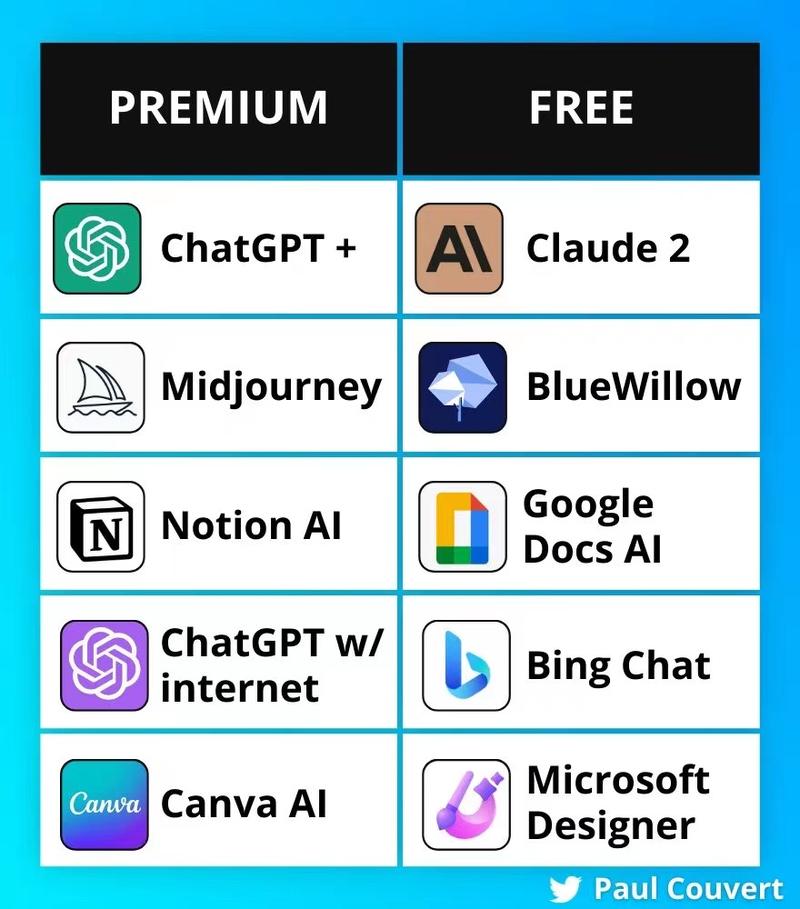 PREMIUM
FREE
ChatGPT +
AI
Claude 2
Midjourney
BlueWillow
N
Notion AI
Google
Docs AI
ChatGPT w/
internet
Bing Chat
Canva
Canva AI
Microsoft
Designer
Paul Couvert